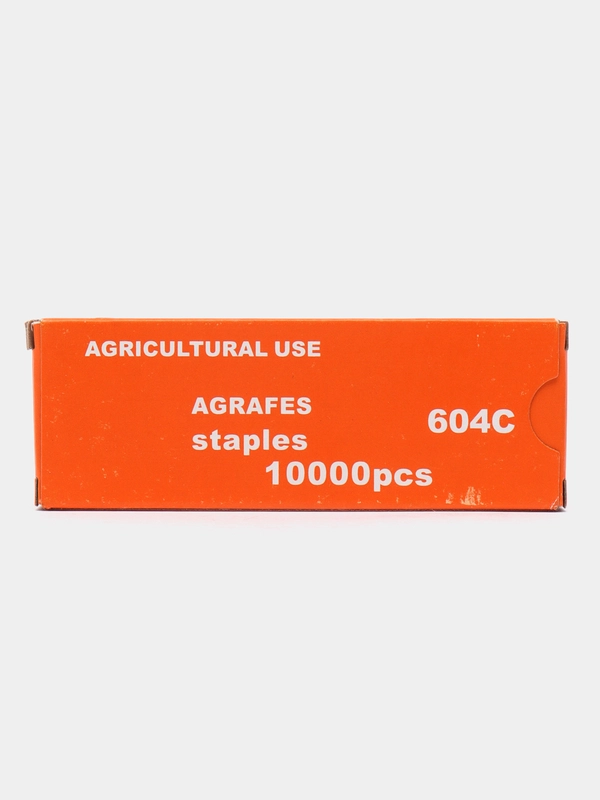 AGRICULTURAL USE
AGRAFES
604C
staples
10000pcs